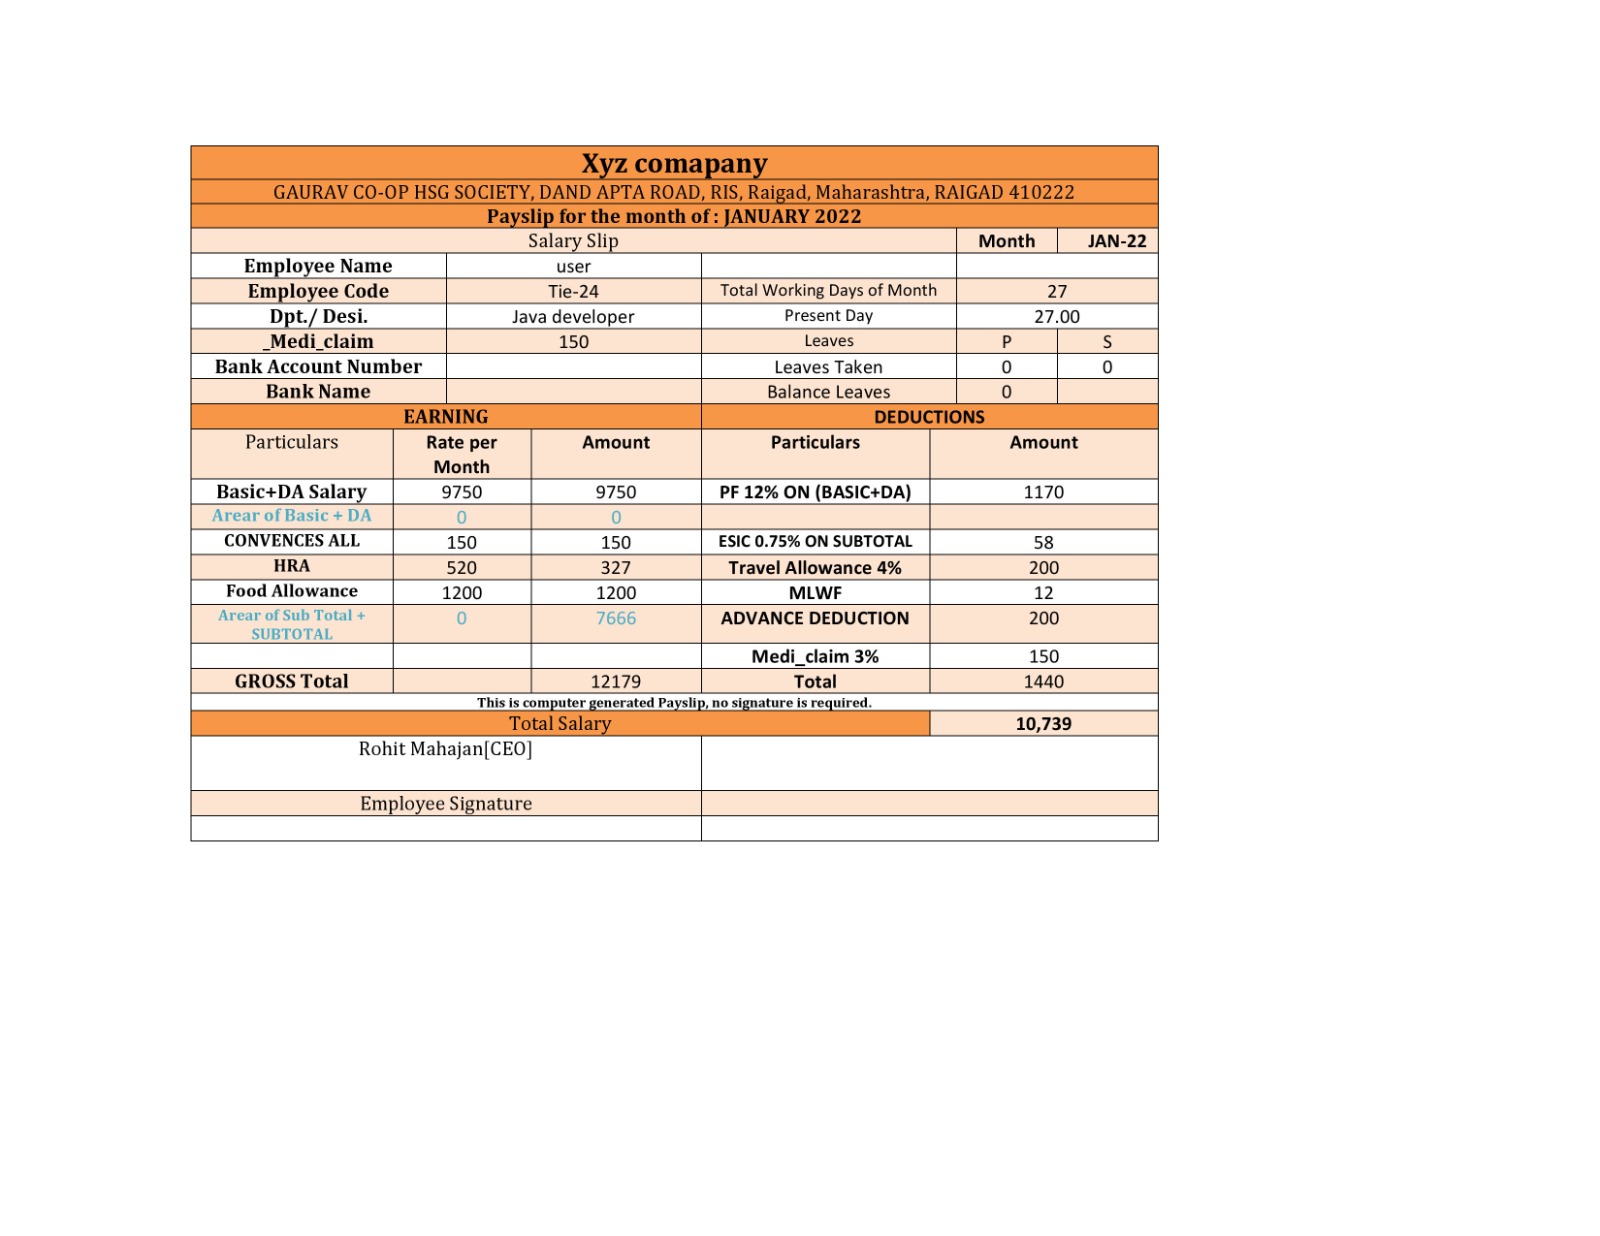 Xyz comapany
GAURAV CO-OP HSG SOCIETY, DAND APTA ROAD, RIS, Raigad, Maharashtra, RAIGAD 410222
Payslip for the month of : JANUARY 2022
Salary Slip Month JAN-22
Employee Name user
Employee Code Tie-24 Total Working Days of Month 27
Dpt./ Desi. Java developer Present Day 27.00
_Medi_claim 150 Leaves P S
Bank Account Number Leaves Taken 0 0
Bank Name Balance Leaves 0
EARNING DEDUCTIONS
Particulars Rate per Amount Particulars Amount
Month
Basic+DA Salary 9750 9750 PF 12% ON (BASIC+DA) 1170
Arear of Basic + DA 0 0
CONVENCES ALL 150 150 ESIC 0.75% ON SUBTOTAL 58
HRA 520 327 Travel Allowance 4% 200
Food Allowance 1200 1200 MLWF 12
Arear of Sub Total + 0 7666 ADVANCE DEDUCTION 200
SUBTOTAL
Medi_claim 3% 150
GROSS Total 12179 Total 1440
This is computer generated Payslip, no signature is required.
Total Salary 10,739
Rohit Mahajan[CEO]
Employee Signature